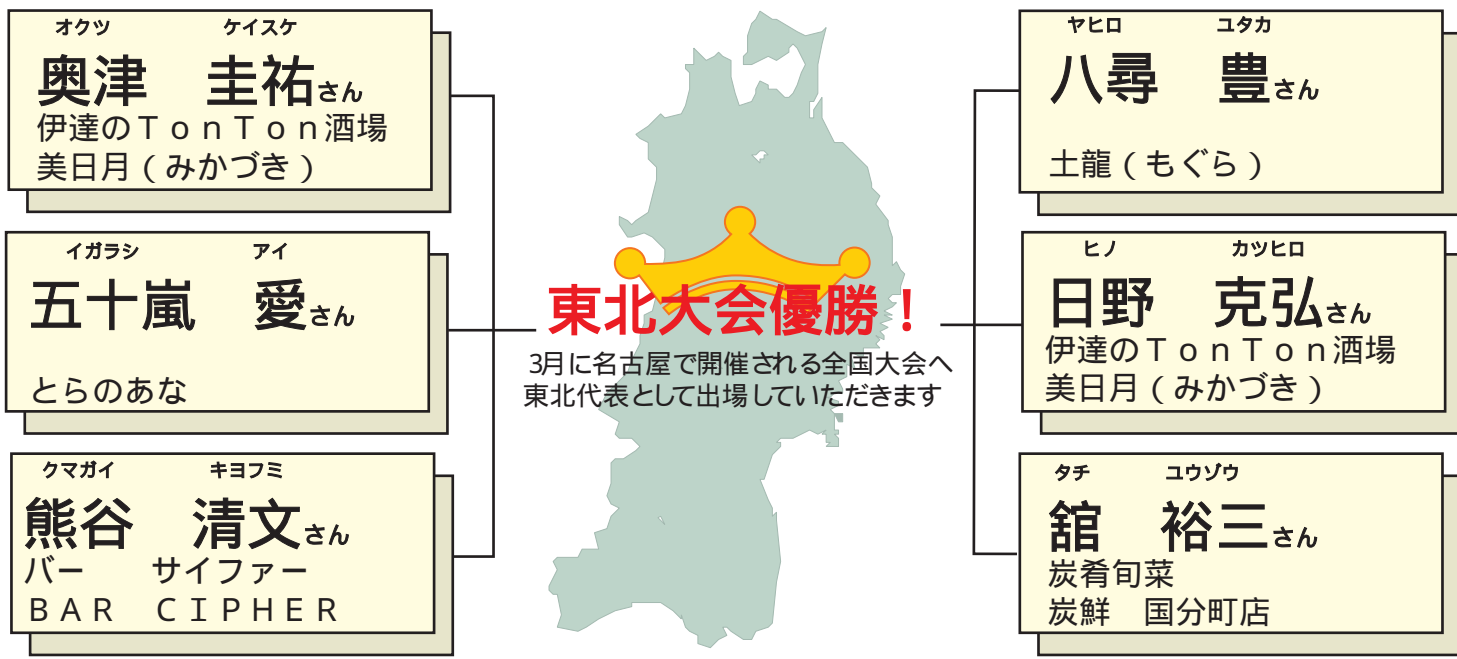 オクツ ケイスケ
奥津 圭祐さん
伊達のＴｏｎＴｏｎ酒場
美日月（みかづき）
イガラシ アイ
五十嵐 愛さん
とらのあな
クマガイ キヨフミ
熊谷 清文さん
バー サイファー
ＢＡＲ ＣＩＰＨＥＲ
東北大会優勝！
3月に名古屋で開催される全国大会へ
東北代表として出場していただきます
ヤヒロ ユタカ
八尋 豊さん
土龍（もぐら）
ヒノ カツヒロ
日野 克弘さん
伊達のＴｏｎＴｏｎ酒場
美日月（みかづき）
タチ ユウゾウ
舘 裕三さん
炭肴旬菜
炭鮮 国分町店